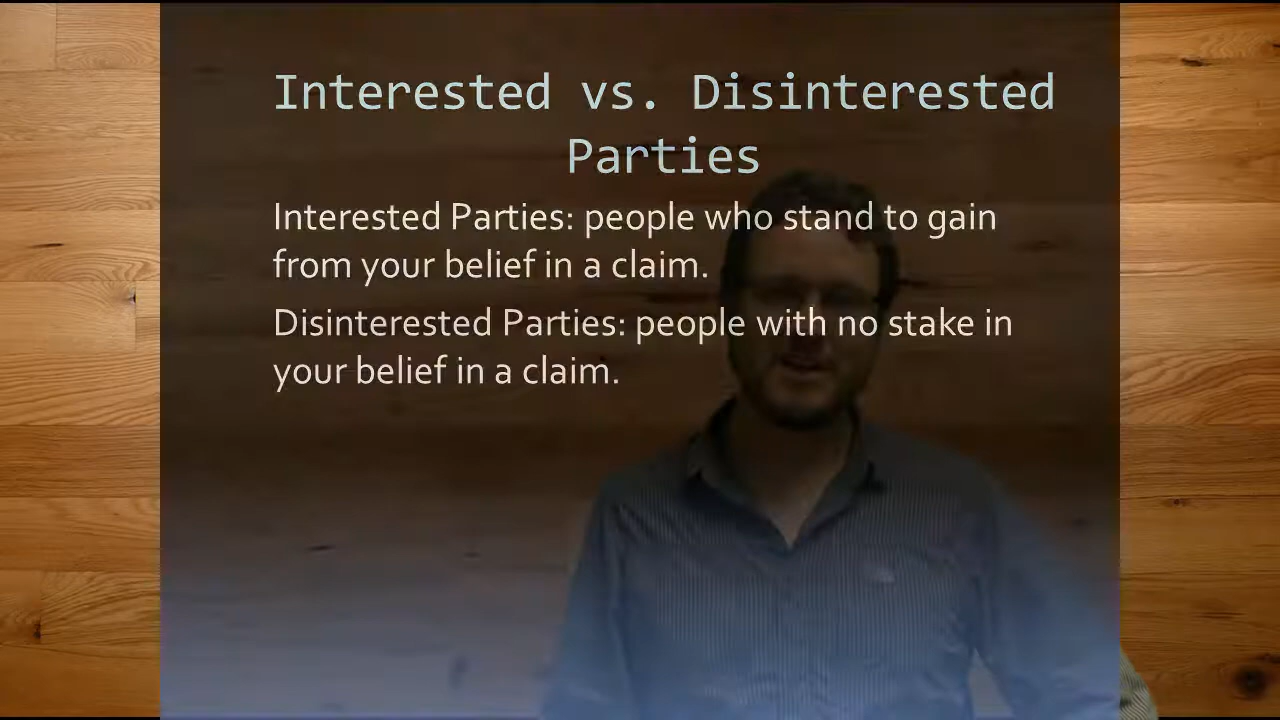 Interested vs. Disinterested
Parties
Interested Parties: people who stand to gain
from your belief in a claim.
Disinterested Parties: people with no stake in
your belief in a claim.